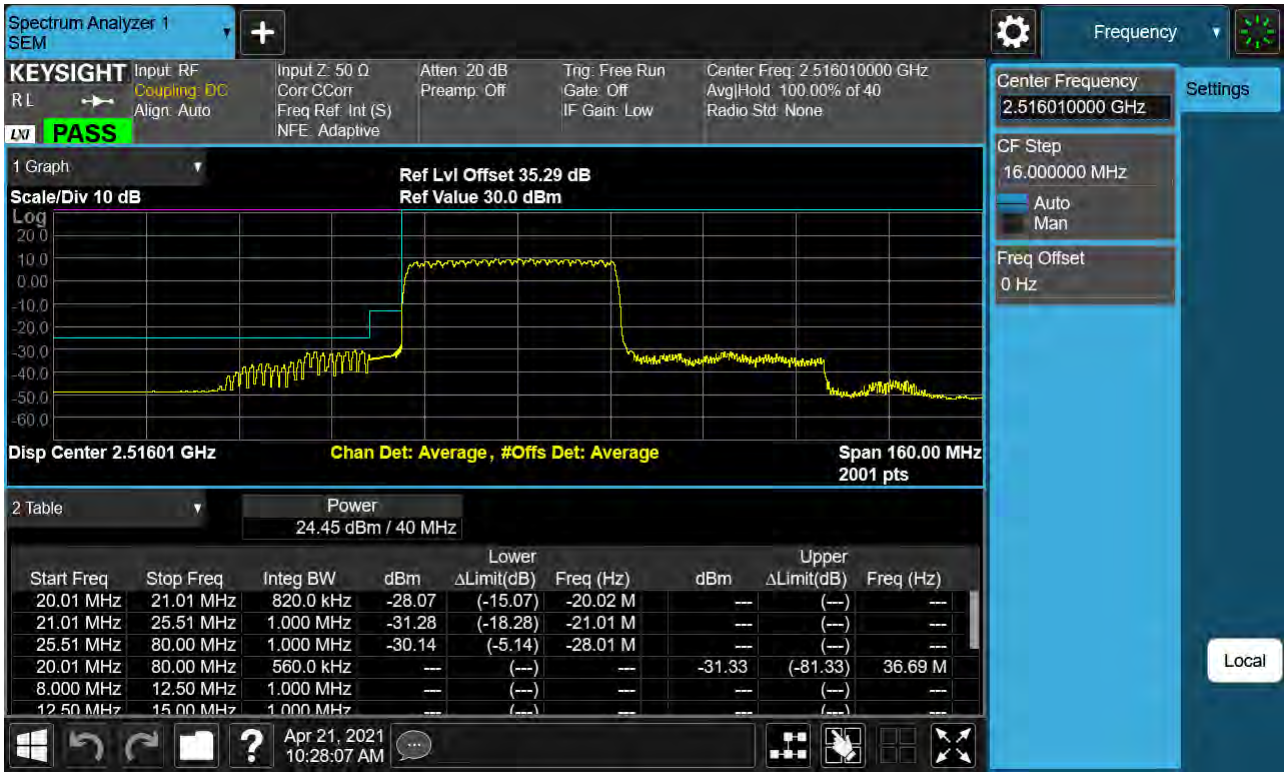 Spectrum Analyzer 1
SEM
Frequency
KEYSIGHT
RL
LXI
PASS
Input: RF
Coupling: DC
Align: Auto
Input Z: 50 Ω
Corr CCorr
Freq Ref: Int (S)
NFE: Adaptive
Atten: 20 dB
Preamp: Off
Trig: Free Run
Gate: Off
IF Gain: Low
Center Freq: 2.516010000 GHz
Avg|Hold: 100.00% of 40
Radio Std: None
Center Frequency
2.516010000 GHz
Settings
CF Step
16.000000 MHz
Auto
Man
Freq Offset
0 Hz
Local
1 Graph
Scale/Div 10 dB
Ref Lvl Offset 35.29 dB
Ref Value 30.0 dBm
Log
20.0
10.0
0.00
-10.0
-20.0
-30.0
-40.0
-50.0
-60.0
Disp Center 2.51601 GHz
Chan Det: Average, #Offs Det: Average
Span 160.00 MHz
2001 pts
2 Table
Power
24.45 dBm / 40 MHz
Lower Upper
Start Freq Stop Freq Integ BW dBm ΔLimit(dB) Freq (Hz) dBm ΔLimit(dB) Freq (Hz)
20.01 MHz 21.01 MHz 820.0 kHz -28.07 (-15.07) -20.02 M --- (---) ---
21.01 MHz 25.51 MHz 1.000 MHz -31.28 (-18.28) -21.01 M --- (---) ---
25.51 MHz 80.00 MHz 1.000 MHz -30.14 (-5.14) -28.01 M --- (---) ---
20.01 MHz 80.00 MHz 560.0 kHz --- (---) --- -31.33 (-81.33) 36.69 M
8.000 MHz 12.50 MHz 1.000 MHz --- (---) --- --- (---) ---
12.50 MHz 15.00 MHz 1.000 MHz --- (---) --- --- (---) ---
?
Apr 21, 2021
10:28:07 AM